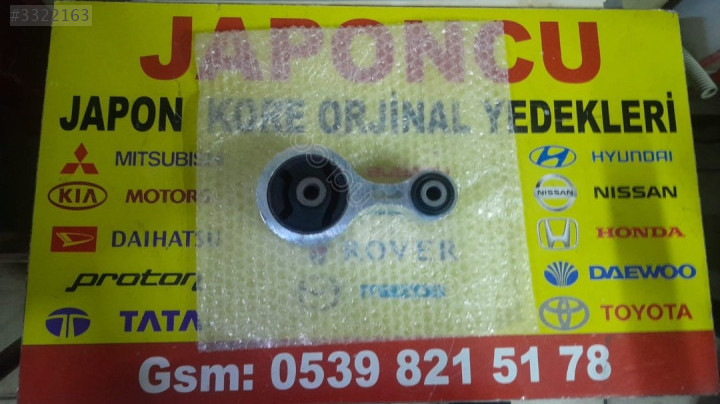 #3322163
JAPONCU
JAPON KORE ORJİNAL YEDEKLERİ
MITSUBISHI
HYUNDAI
KIA MOTORS
NISSAN
DAIHATSU
HONDA
ROVER
proton
DAEWOO
TATA
TOYOTA
Gsm: 0539 821 51 78